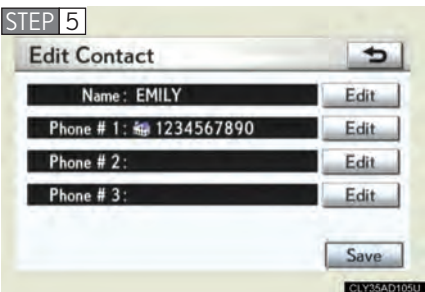 STEP 5
Edit Contact
Name: EMILY Edit
Phone # 1: 1234567890 Edit
Phone # 2: Edit
Phone # 3: Edit
Save
CLY35AD105U